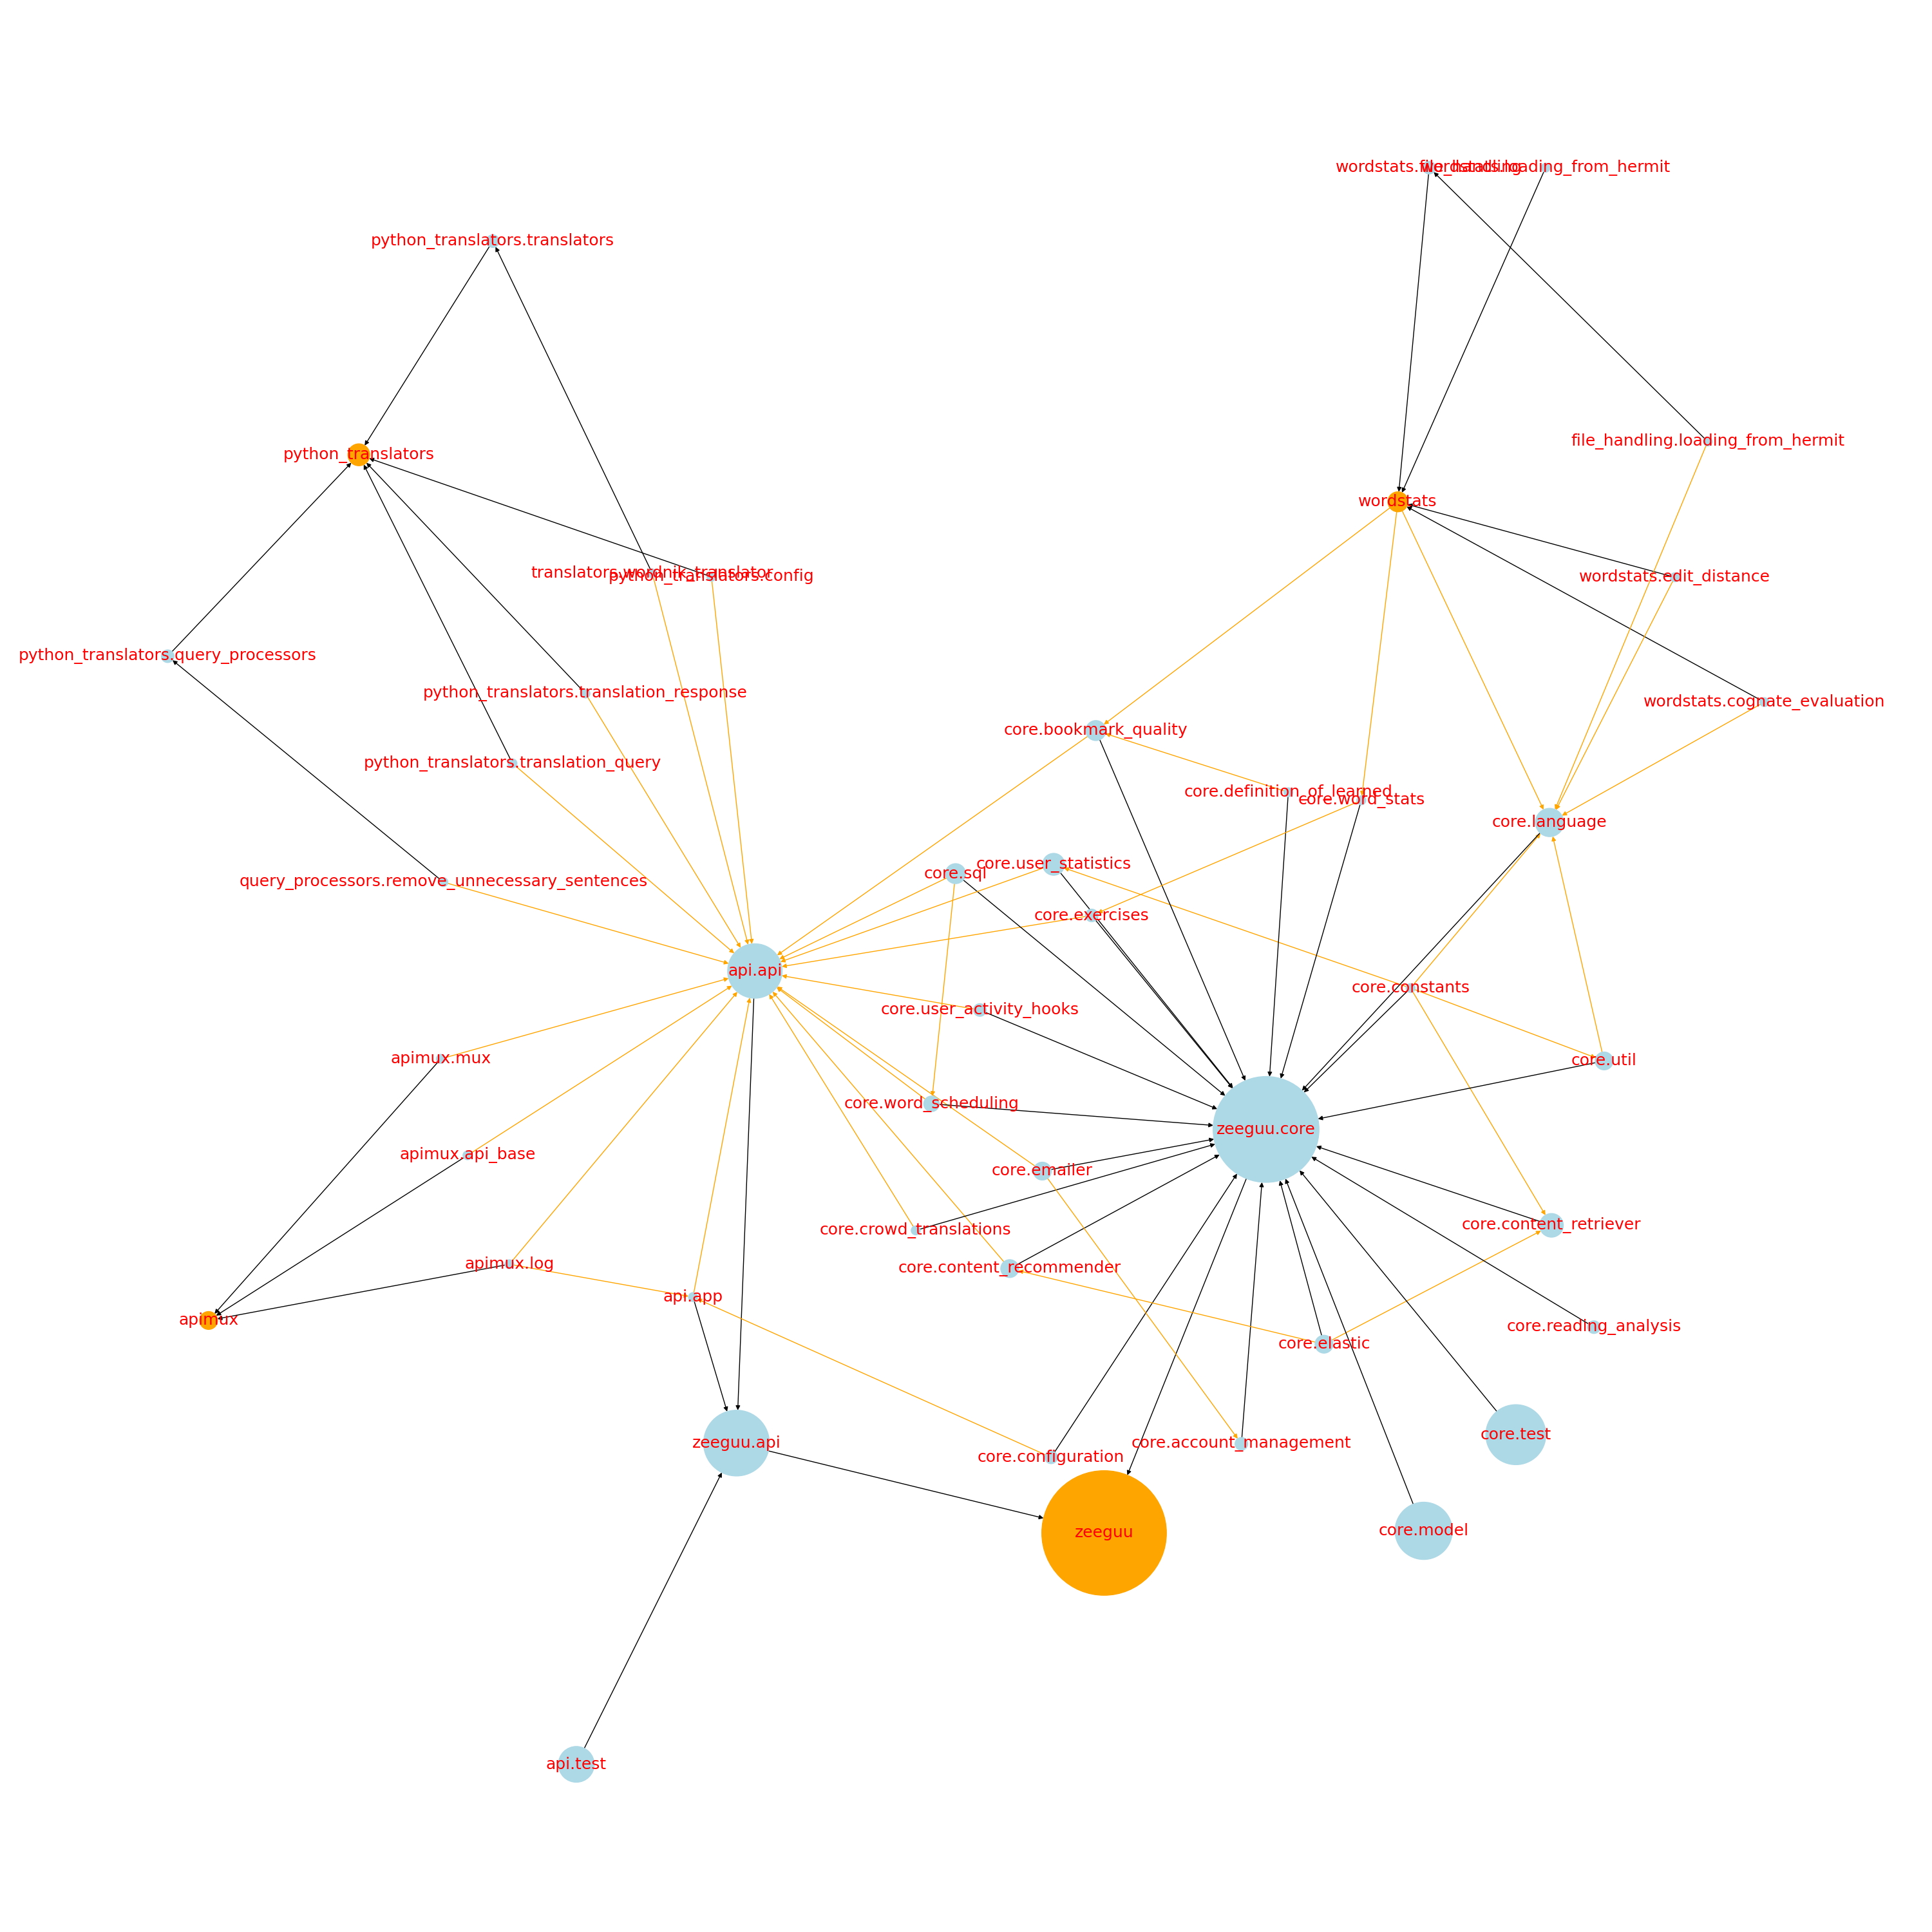 wordstats.file_handling
wordstats.loading_from_hermit
python_translators.translators
file_handling.loading_from_hermit
python_translators
wordstats
translators.wordnik_translator
python_translators.config
wordstats.edit_distance
python_translators.query_processors
python_translators.translation_response
wordstats.cognate_evaluation
core.bookmark_quality
python_translators.translation_query
core.definition_of_learned
core.word_stats
core.language
core.user_statistics
core.sql
query_processors.remove_unnecessary_sentences
core.exercises
api.api
core.constants
core.user_activity_hooks
apimux.mux
core.util
core.word_scheduling
zeeguu.core
apimux.api_base
core.emailer
core.content_retriever
core.crowd_translations
apimux.log
core.content_recommender
api.app
apimux
core.reading_analysis
core.elastic
core.test
zeeguu.api
core.account_management
core.configuration
core.model
zeeguu
api.test